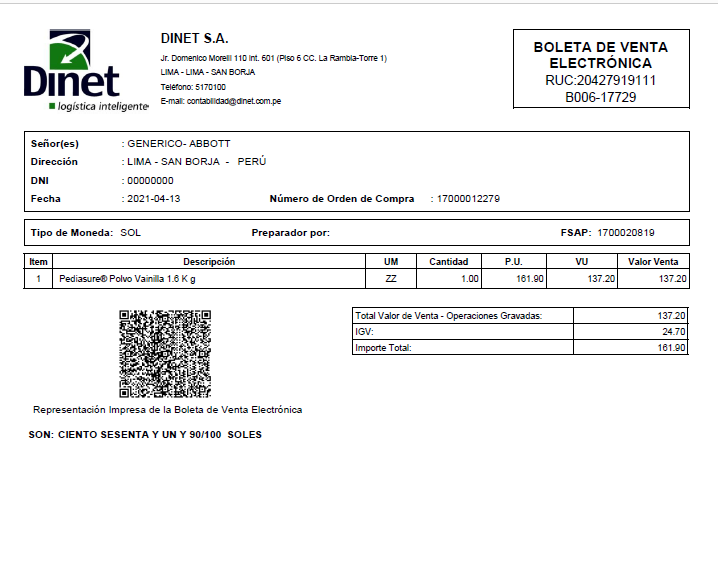 Dinet
logística inteligente
DINET S.A.
Jr. Domenico Morelli 110 Int. 601 (Piso 6 CC. La Rambla-Torre 1)
LIMA - LIMA - SAN BORJA
Teléfono: 5170100
E-mail: contabilidad@dinet.com.pe
BOLETA DE VENTA
ELECTRÓNICA
RUC:20427919111
B006-17729
Señor(es) : GENERICO- ABBOTT
Dirección : LIMA - SAN BORJA - PERÚ
DNI : 00000000
Fecha : 2021-04-13 Número de Orden de Compra : 17000012279
Tipo de Moneda: SOL Preparador por: FSAP: 1700020819
Item Descripción UM Cantidad P.U. VU Valor Venta
1 Pediasure® Polvo Vainilla 1.6 K g ZZ 1.00 161.90 137.20 137.20
Total Valor de Venta - Operaciones Gravadas: 137.20
IGV: 24.70
Importe Total: 161.90
Representación Impresa de la Boleta de Venta Electrónica
SON: CIENTO SESENTA Y UN Y 90/100 SOLES